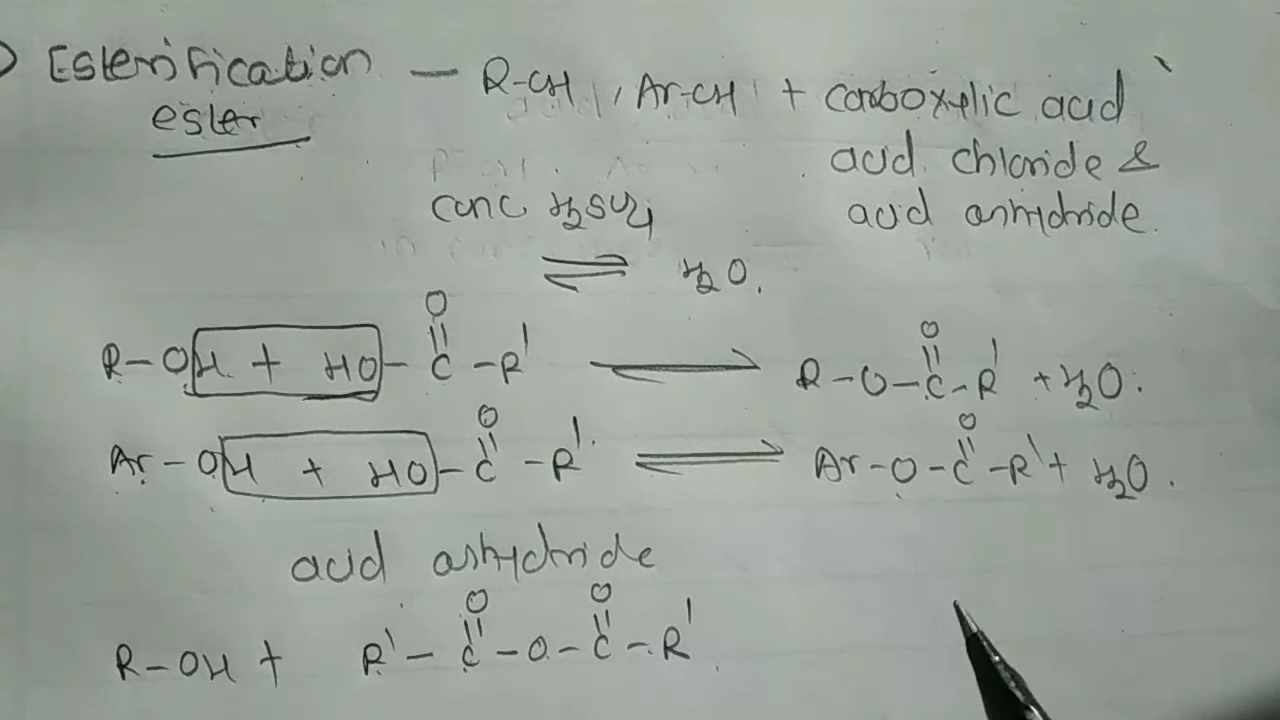 Esterification — R-OH, Ar-OH + carboxylic acid
ester
acid chloride &
conc H2SO4 acid anhydride.
⇌ H2O.
O O
|| ||
R-OH + HO-C-R' ⇌ R-O-C-R' + H2O.
O O
|| ||
Ar-OH + HO-C-R' ⇌ Ar-O-C-R' + H2O.
acid anhydride
O O
|| ||
R-OH + R'-C-O-C-R'